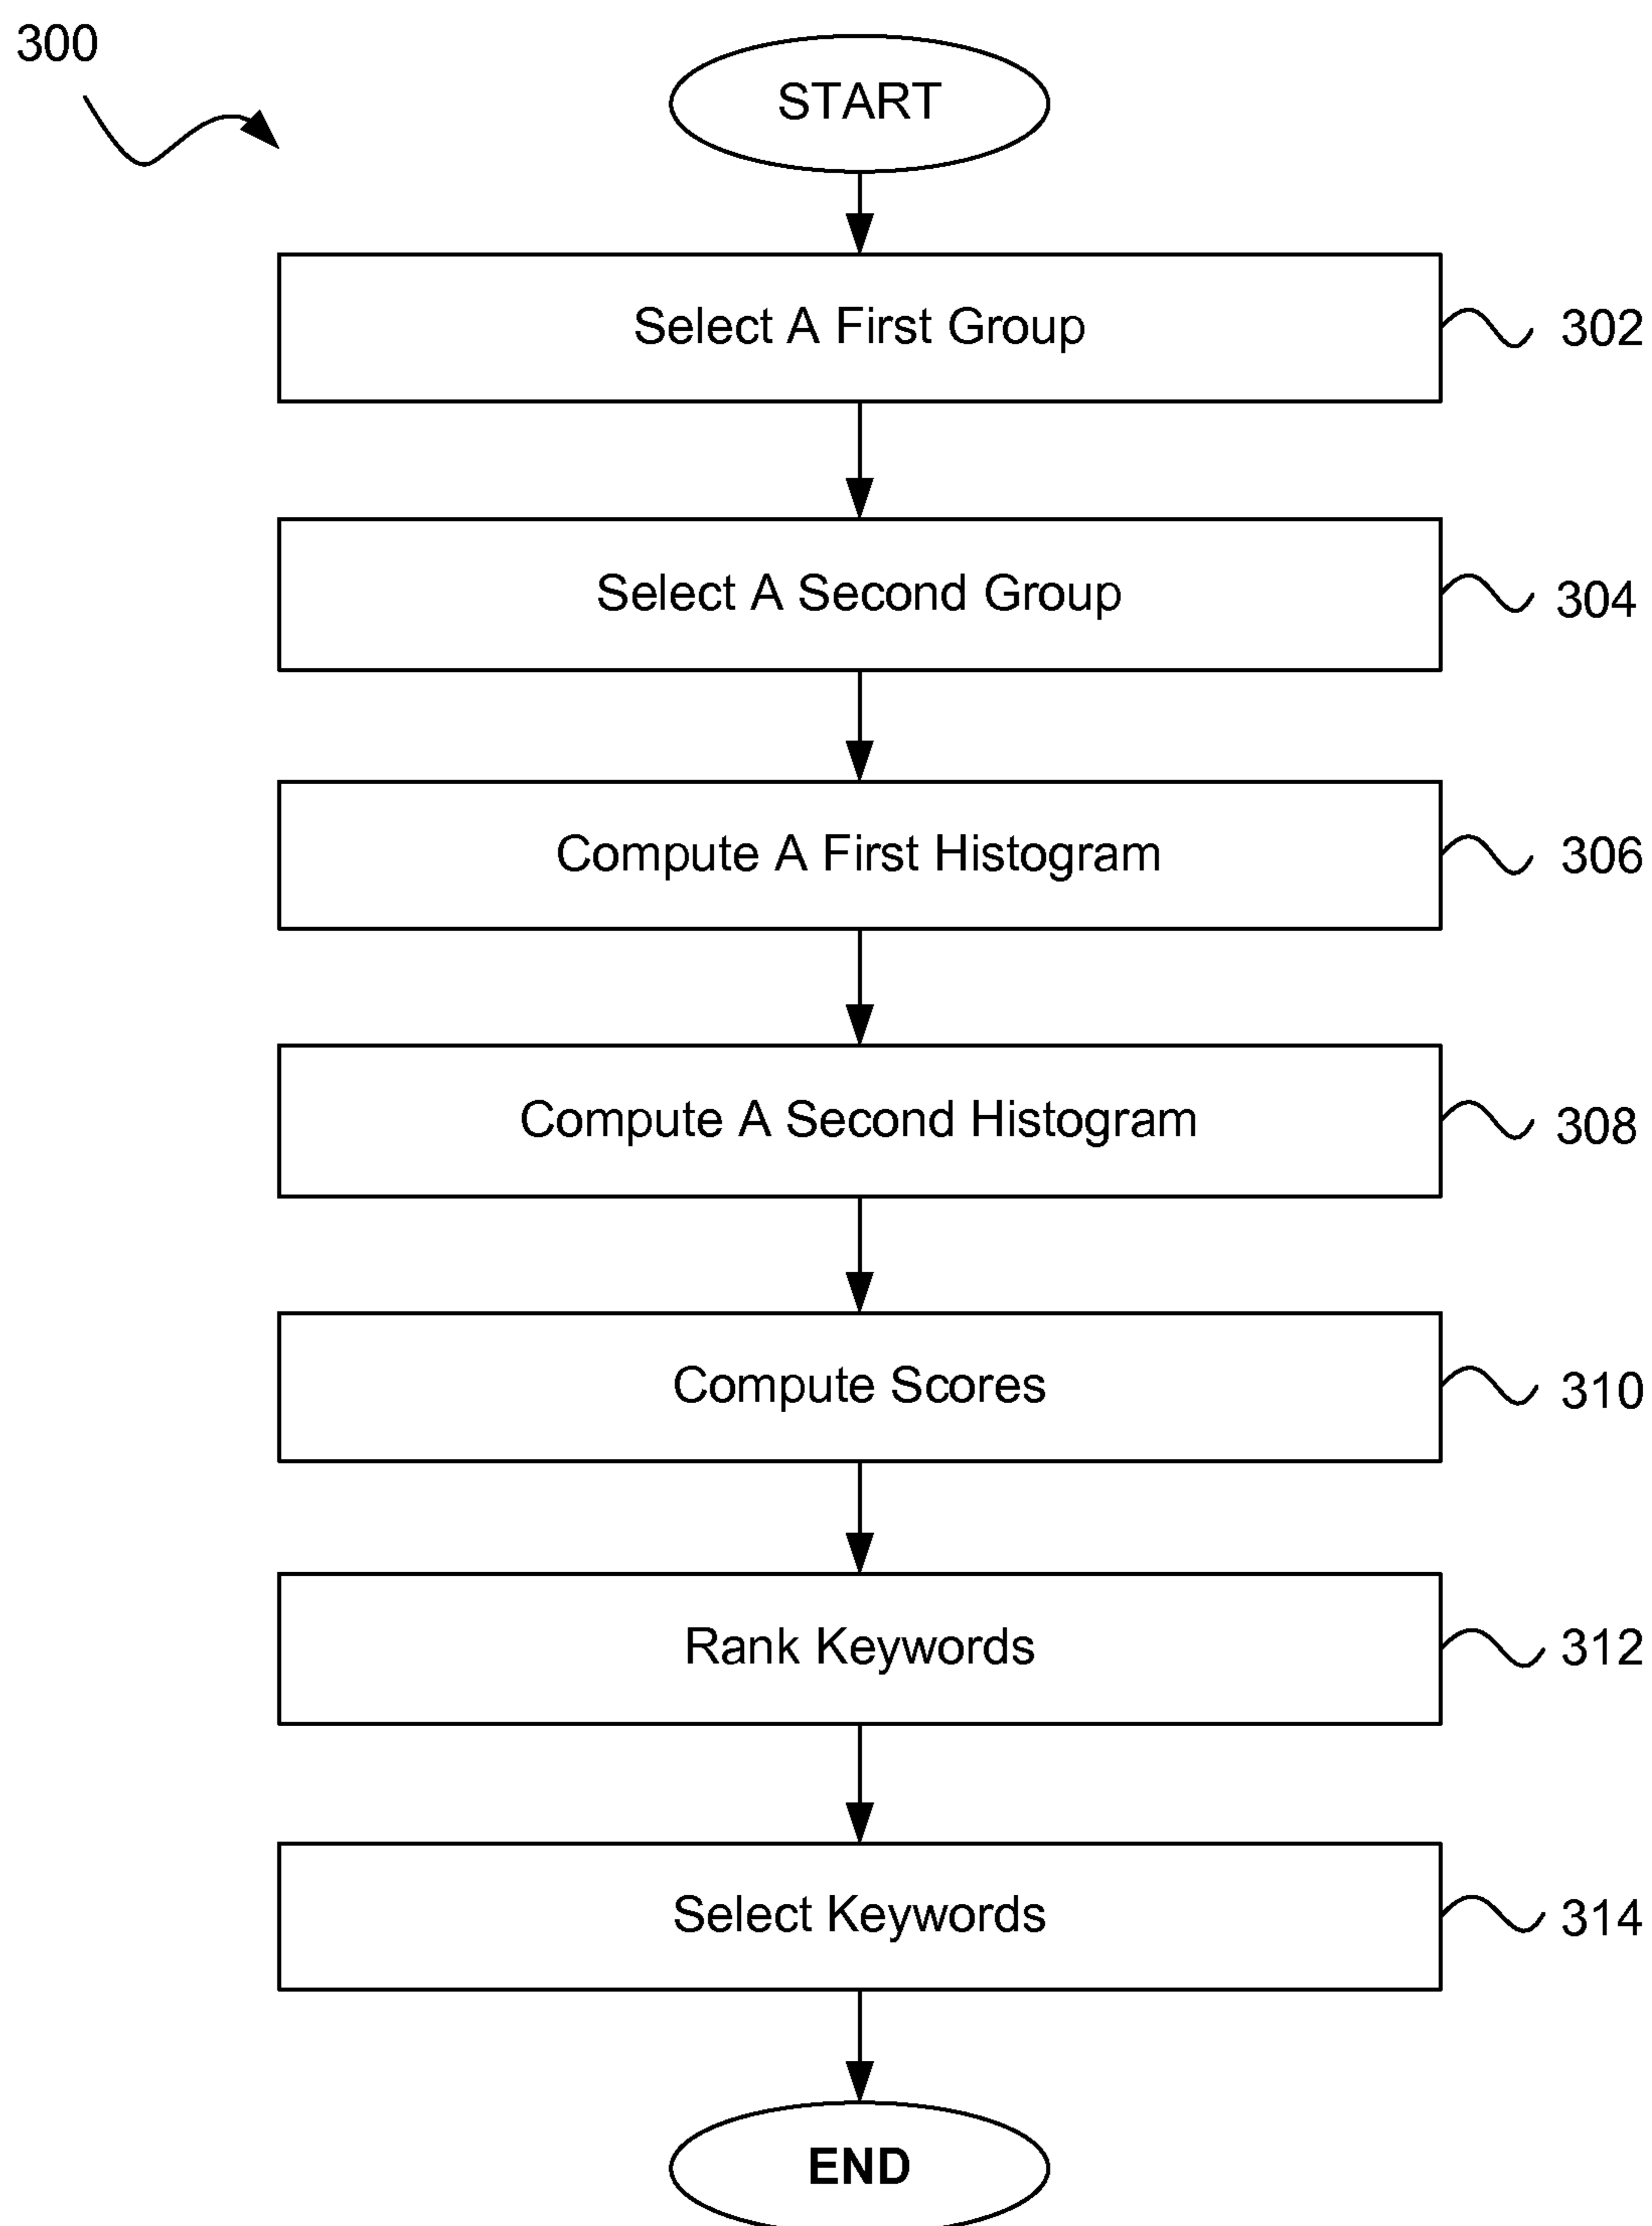 300
START
Select A First Group
302
Select A Second Group
304
Compute A First Histogram
306
Compute A Second Histogram
308
Compute Scores
310
Rank Keywords
312
Select Keywords
314
END